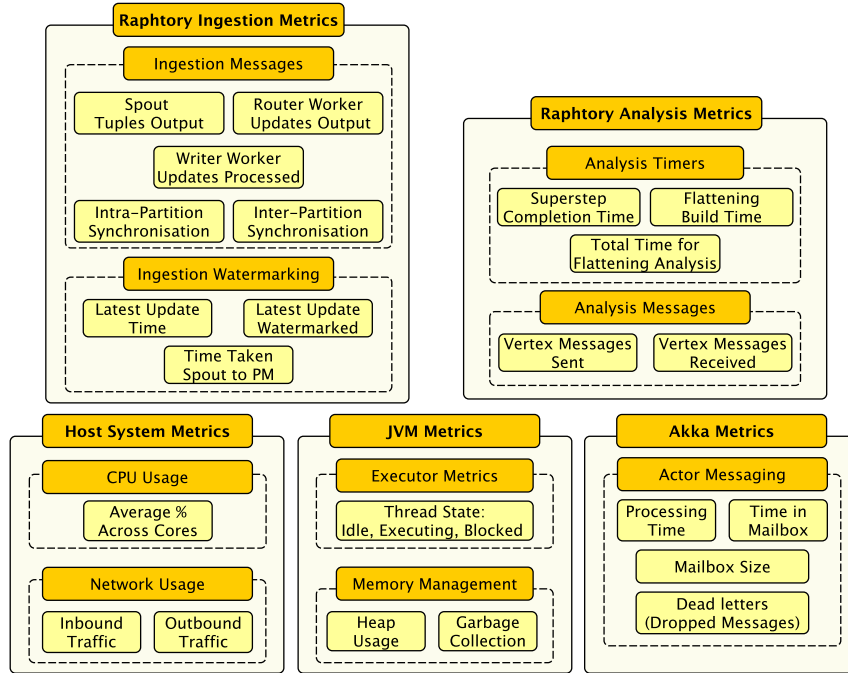 Raphtory Ingestion Metrics
Ingestion Messages
Spout
Tuples Output
Router Worker
Updates Output
Writer Worker
Updates Processed
Intra-Partition
Synchronisation
Inter-Partition
Synchronisation
Ingestion Watermarking
Latest Update
Time
Latest Update
Watermarked
Time Taken
Spout to PM
Raphtory Analysis Metrics
Analysis Timers
Superstep
Completion Time
Flattening
Build Time
Total Time for
Flattening Analysis
Analysis Messages
Vertex Messages
Sent
Vertex Messages
Received
Host System Metrics
CPU Usage
Average %
Across Cores
Network Usage
Inbound
Traffic
Outbound
Traffic
JVM Metrics
Executor Metrics
Thread State:
Idle, Executing, Blocked
Memory Management
Heap
Usage
Garbage
Collection
Akka Metrics
Actor Messaging
Processing
Time
Time in
Mailbox
Mailbox Size
Dead letters
(Dropped Messages)